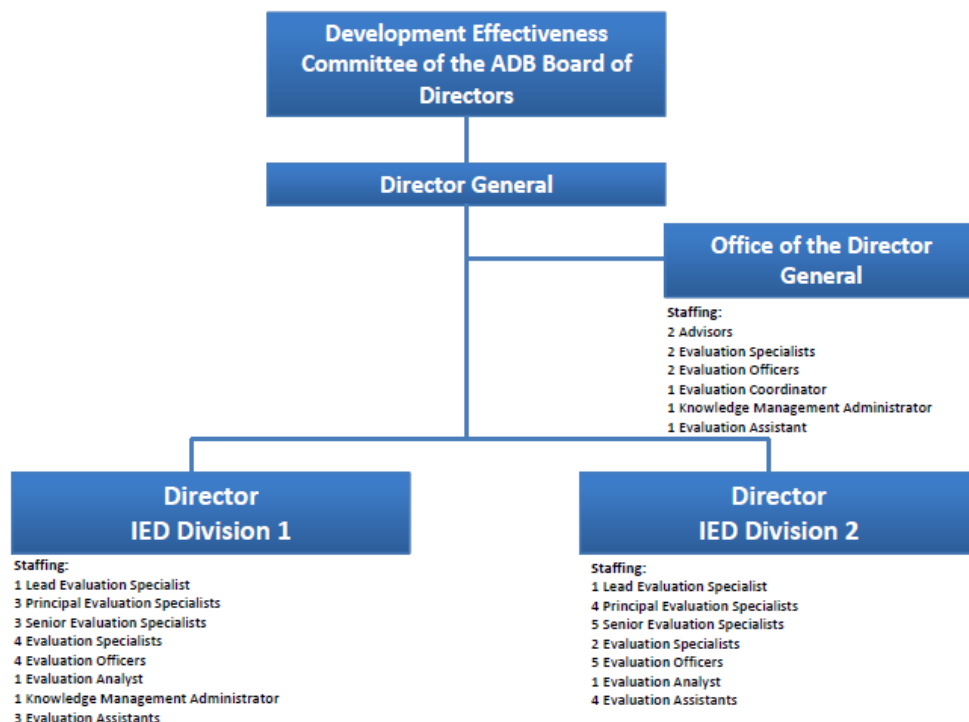 Development Effectiveness
Committee of the ADB Board of
Directors
Director General
Office of the Director
General
Staffing:
2 Advisors
2 Evaluation Specialists
2 Evaluation Officers
1 Evaluation Coordinator
1 Knowledge Management Administrator
1 Evaluation Assistant
Director
IED Division 1
Staffing:
1 Lead Evaluation Specialist
3 Principal Evaluation Specialists
3 Senior Evaluation Specialists
4 Evaluation Specialists
4 Evaluation Officers
1 Evaluation Analyst
1 Knowledge Management Administrator
3 Evaluation Assistants
Director
IED Division 2
Staffing:
1 Lead Evaluation Specialist
4 Principal Evaluation Specialists
5 Senior Evaluation Specialists
2 Evaluation Specialists
5 Evaluation Officers
1 Evaluation Analyst
4 Evaluation Assistants